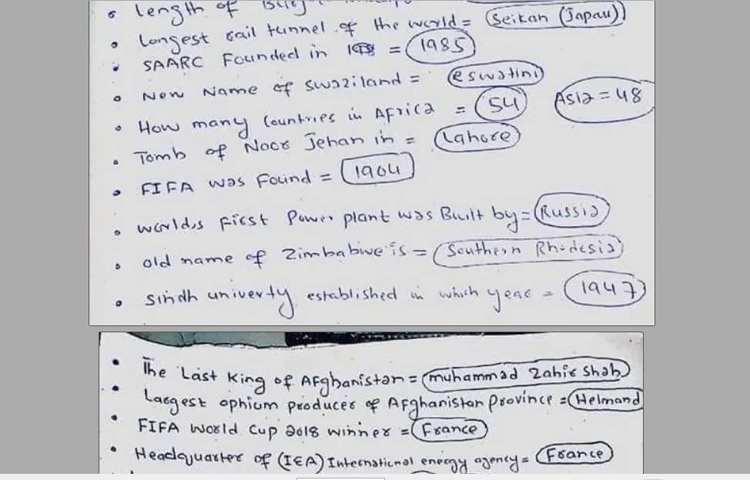 Length of
Longest rail tunnel of the world = Seikan (Japau)
SAARC Founded in = 1985
New Name of Swaziland = eswatini
How many Countries in Africa = 54 Asia = 48
Tomb of Noor Jehan in = Lahore
FIFA was Found = 1904
world,s First Power plant was Built by = Russia
old name of Zimbabwe is = Southern Rhodesia
Sindh univerty established in which year = 1947
The Last King of Afghanistan = muhammad Zahir Shah
Largest ophium producer of Afghanistan Province = Helmand
FIFA World Cup 2018 winner = France
Headquarter of (IEA) International energy agency = France